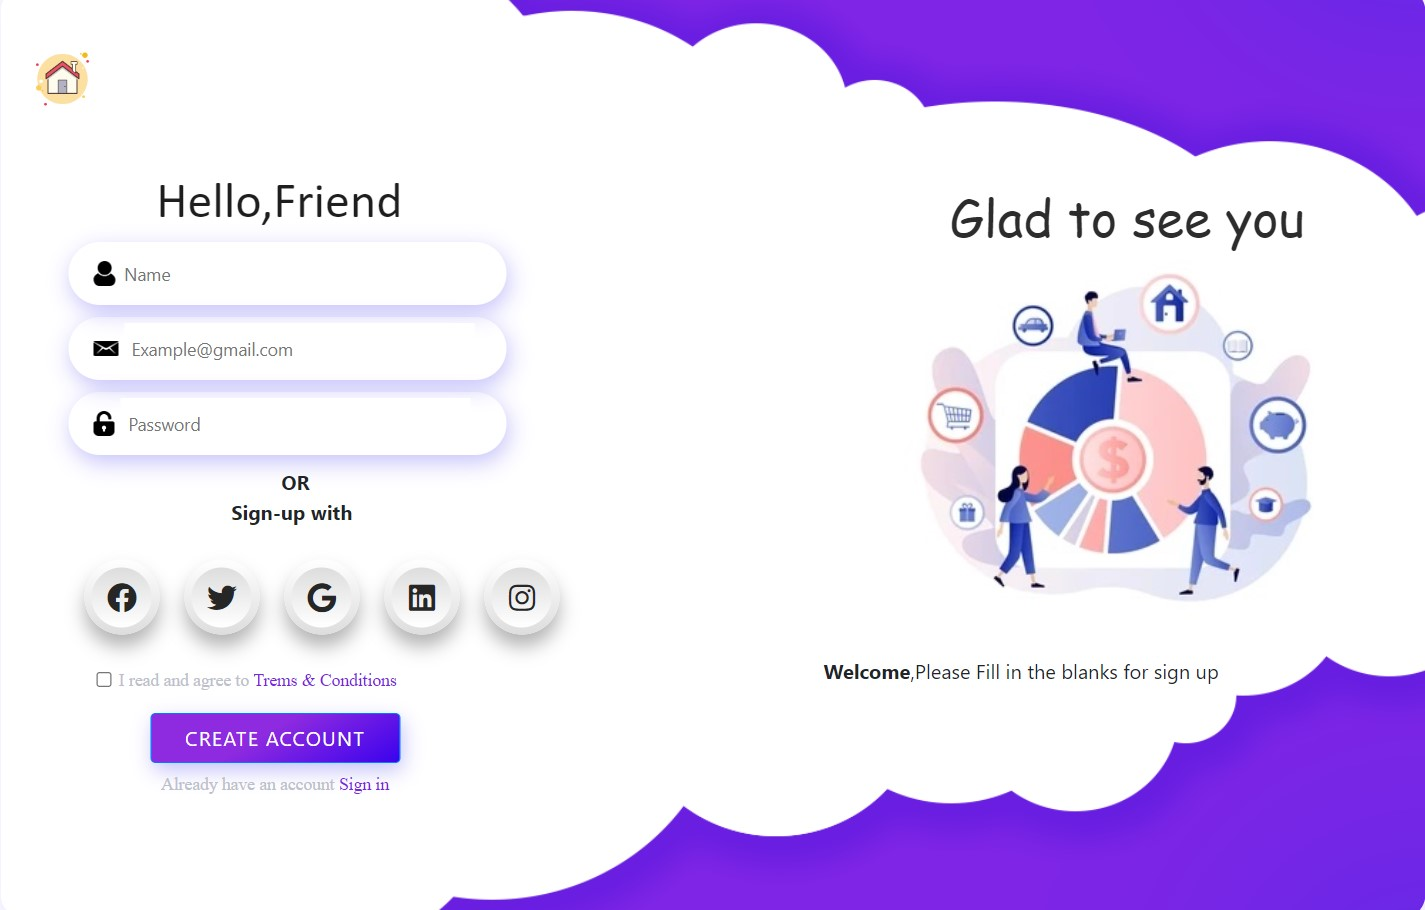 Hello,Friend
Name
Example@gmail.com
Password
OR
Sign-up with
I read and agree to Trems & Conditions
CREATE ACCOUNT
Already have an account Sign in
Glad to see you
$
Welcome,Please Fill in the blanks for sign up